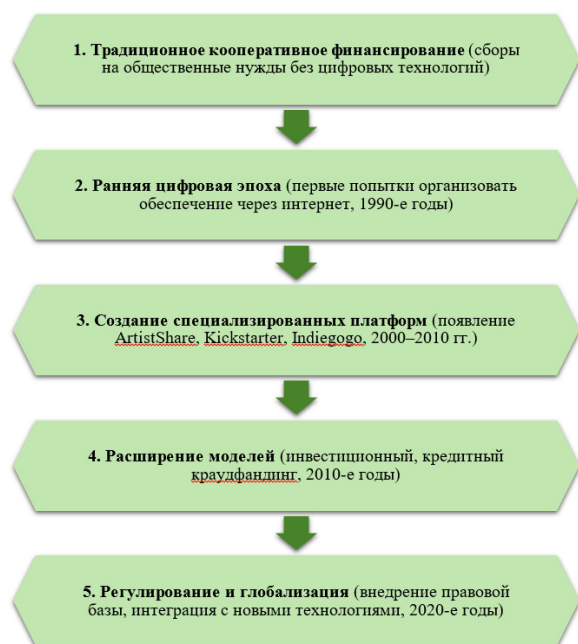 1. Традиционное кооперативное финансирование (сборы
на общественные нужды без цифровых технологий)
2. Ранняя цифровая эпоха (первые попытки организовать
обеспечение через интернет, 1990-е годы)
3. Создание специализированных платформ (появление
ArtistShare, Kickstarter, Indiegogo, 2000–2010 гг.)
4. Расширение моделей (инвестиционный, кредитный
краудфандинг, 2010-е годы)
5. Регулирование и глобализация (внедрение правовой
базы, интеграция с новыми технологиями, 2020-е годы)